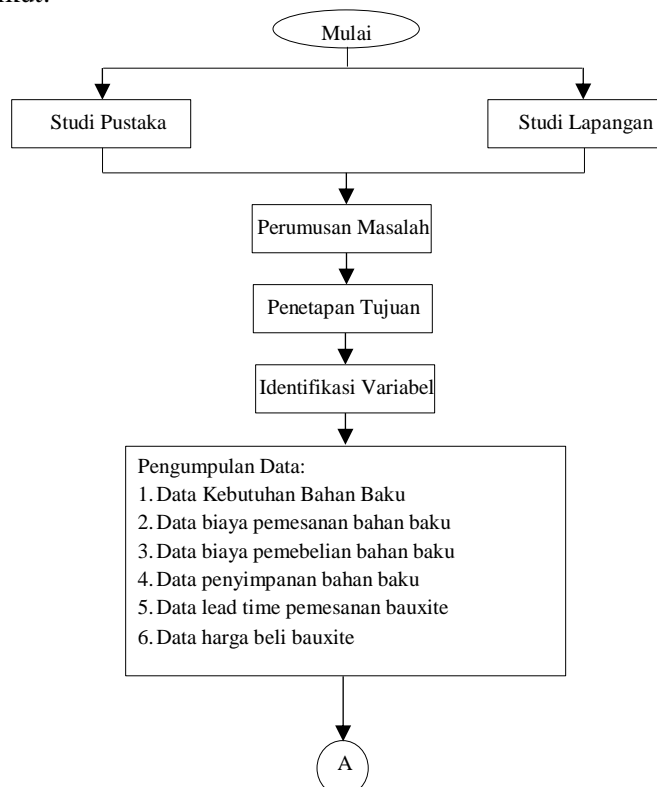 Mulai
Studi Pustaka
Studi Lapangan
Perumusan Masalah
Penetapan Tujuan
Identifikasi Variabel
Pengumpulan Data:
1. Data Kebutuhan Bahan Baku
2. Data biaya pemesanan bahan baku
3. Data biaya pemebelian bahan baku
4. Data penyimpanan bahan baku
5. Data lead time pemesanan bauxite
6. Data harga beli bauxite
A